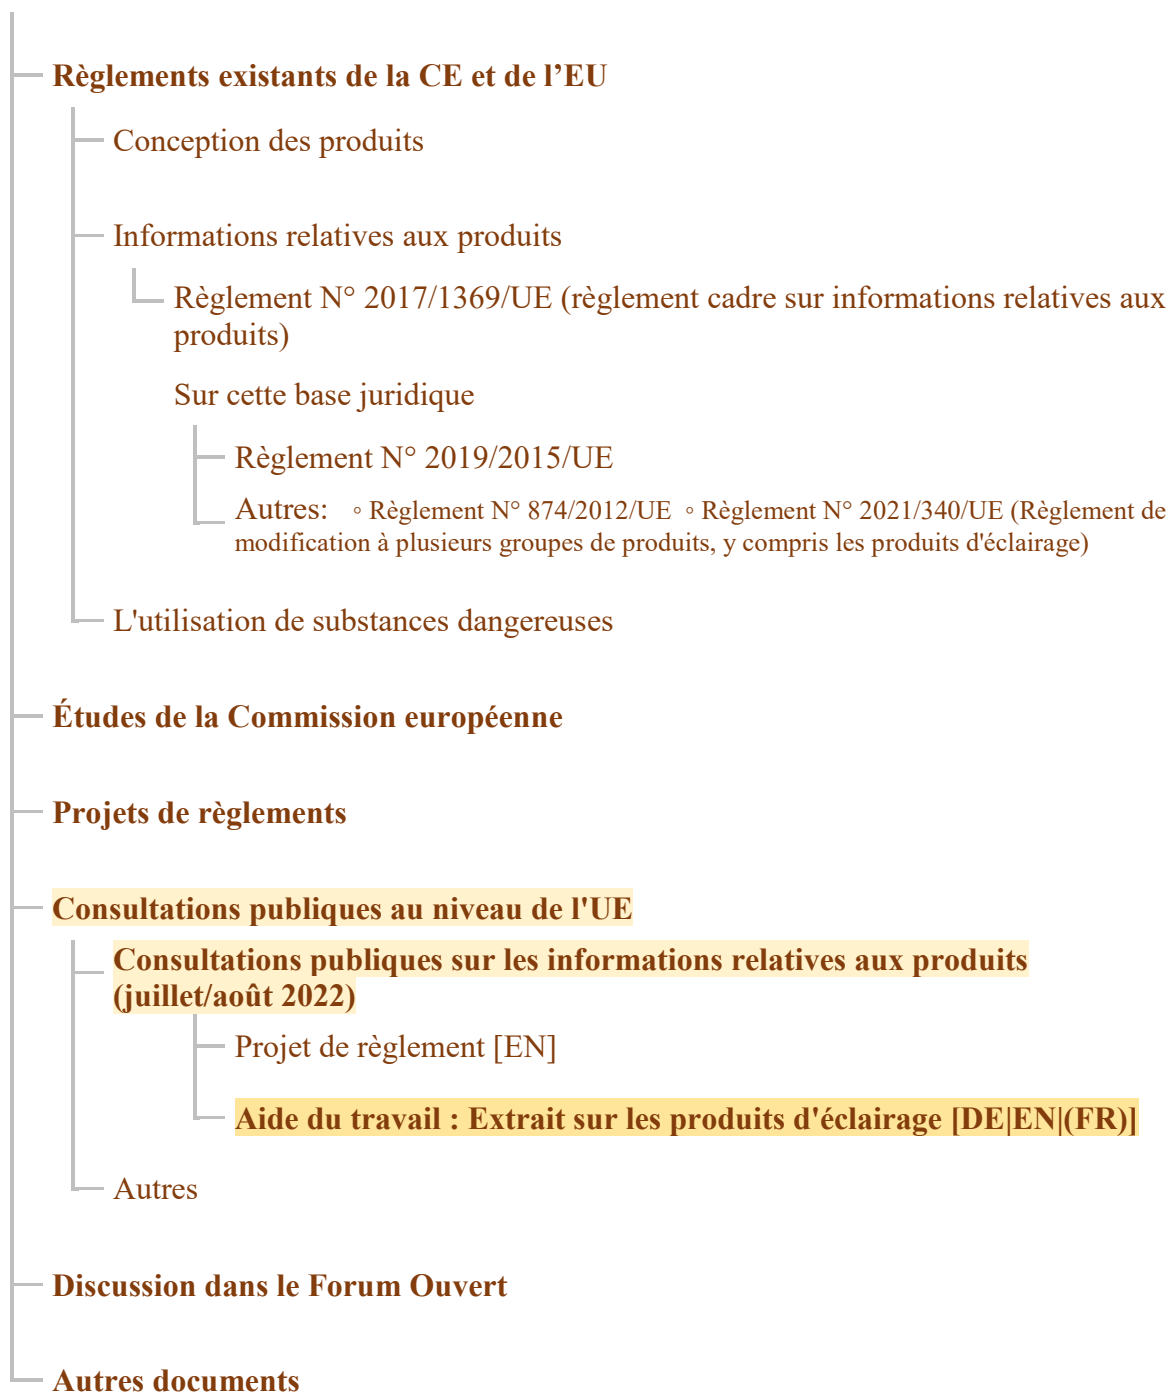 Règlements existants de la CE et de l’EU
Conception des produits
Informations relatives aux produits
Règlement N° 2017/1369/UE (règlement cadre sur informations relatives aux
produits)
Sur cette base juridique
Règlement N° 2019/2015/UE
Autres: ◦ Règlement N° 874/2012/UE ◦ Règlement N° 2021/340/UE (Règlement de
modification à plusieurs groupes de produits, y compris les produits d'éclairage)
L'utilisation de substances dangereuses
Études de la Commission européenne
Projets de règlements
Consultations publiques au niveau de l'UE
Consultations publiques sur les informations relatives aux produits
(juillet/août 2022)
Projet de règlement [EN]
Aide du travail : Extrait sur les produits d'éclairage [DE|EN|(FR)]
Autres
Discussion dans le Forum Ouvert
Autres documents